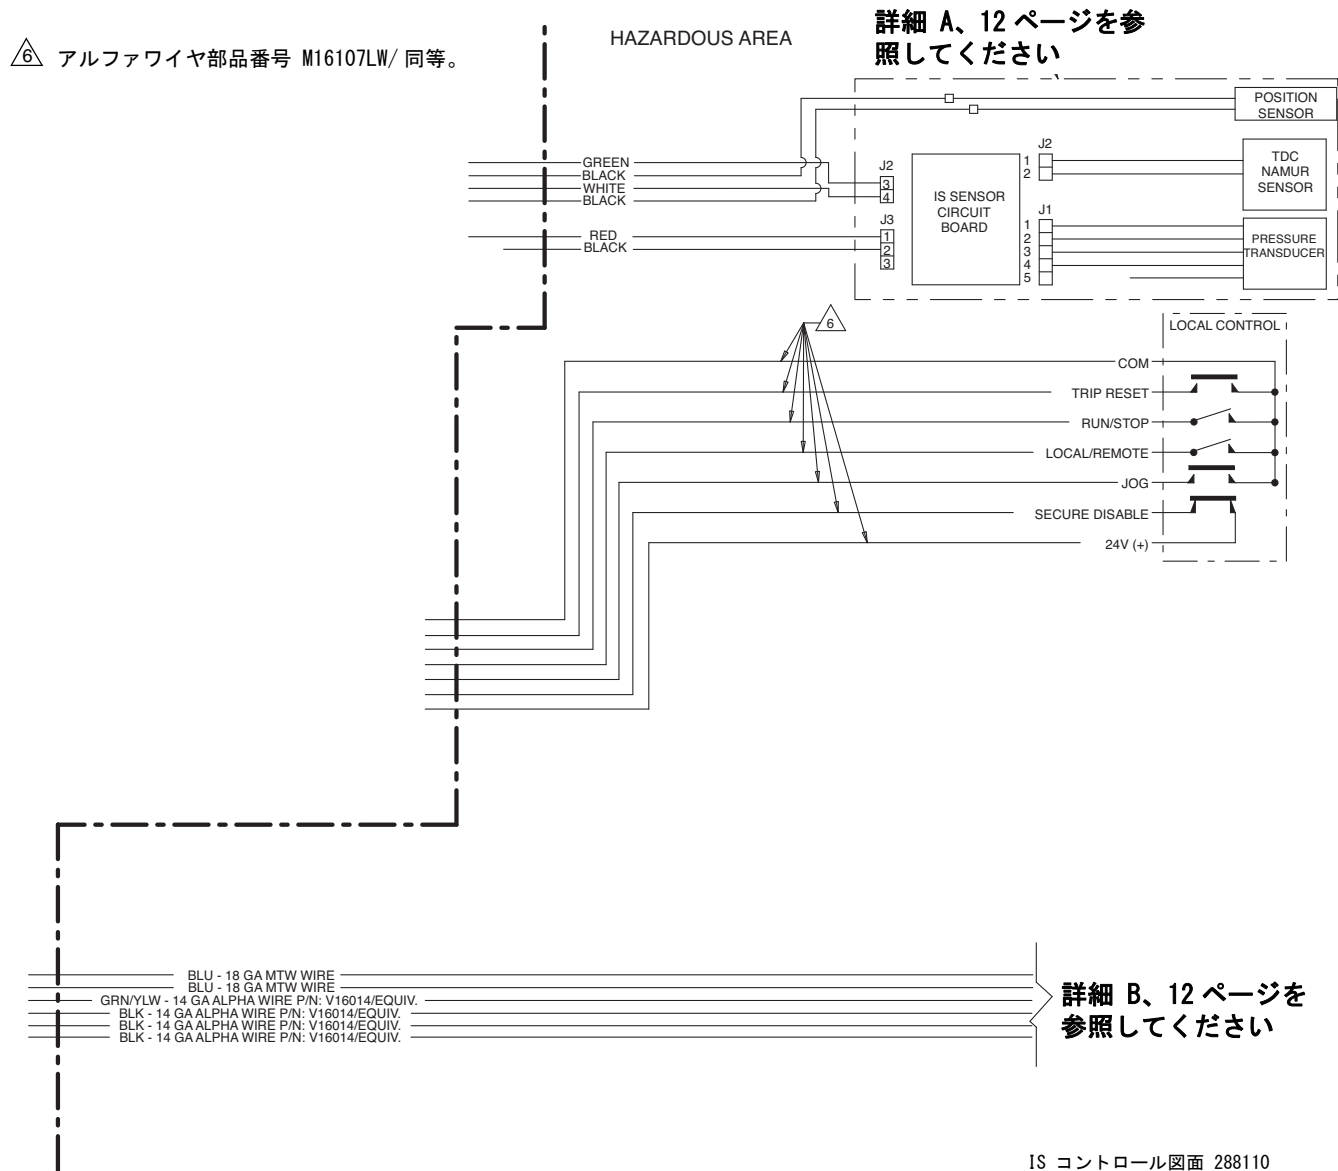 6 アルファワイヤ部品番号 M16107LW/ 同等。
HAZARDOUS AREA
詳細 A、12 ページを参
照してください
POSITION
SENSOR
GREEN
BLACK
WHITE
BLACK
RED
BLACK
J2
3
4
J3
1
2
3
IS SENSOR
CIRCUIT
BOARD
J2
1
2
J1
1
2
3
4
5
TDC
NAMUR
SENSOR
PRESSURE
TRANSDUCER
6
LOCAL CONTROL
COM
TRIP RESET
RUN/STOP
LOCAL/REMOTE
JOG
SECURE DISABLE
24V (+)
BLU - 18 GA MTW WIRE
BLU - 18 GA MTW WIRE
GRN/YLW - 14 GA ALPHA WIRE P/N: V16014/EQUIV.
BLK - 14 GA ALPHA WIRE P/N: V16014/EQUIV.
BLK - 14 GA ALPHA WIRE P/N: V16014/EQUIV.
BLK - 14 GA ALPHA WIRE P/N: V16014/EQUIV.
詳細 B、12 ページを
参照してください
IS コントロール図面 288110